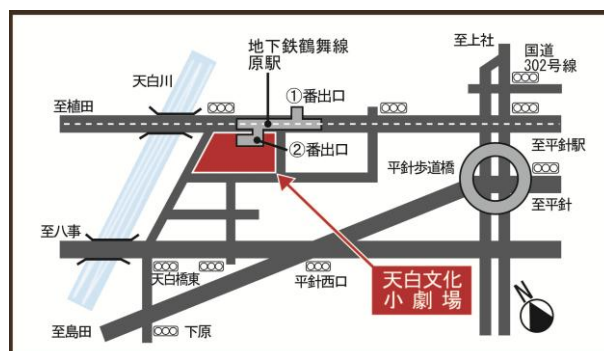 至上社
国道
302号線
地下鉄鶴舞線
原駅
天白川
①番出口
至植田
②番出口
至平針駅
平針歩道橋
至平針
至八事
天白橋東
平針西口
天白文化
小劇場
至島田
下原
N